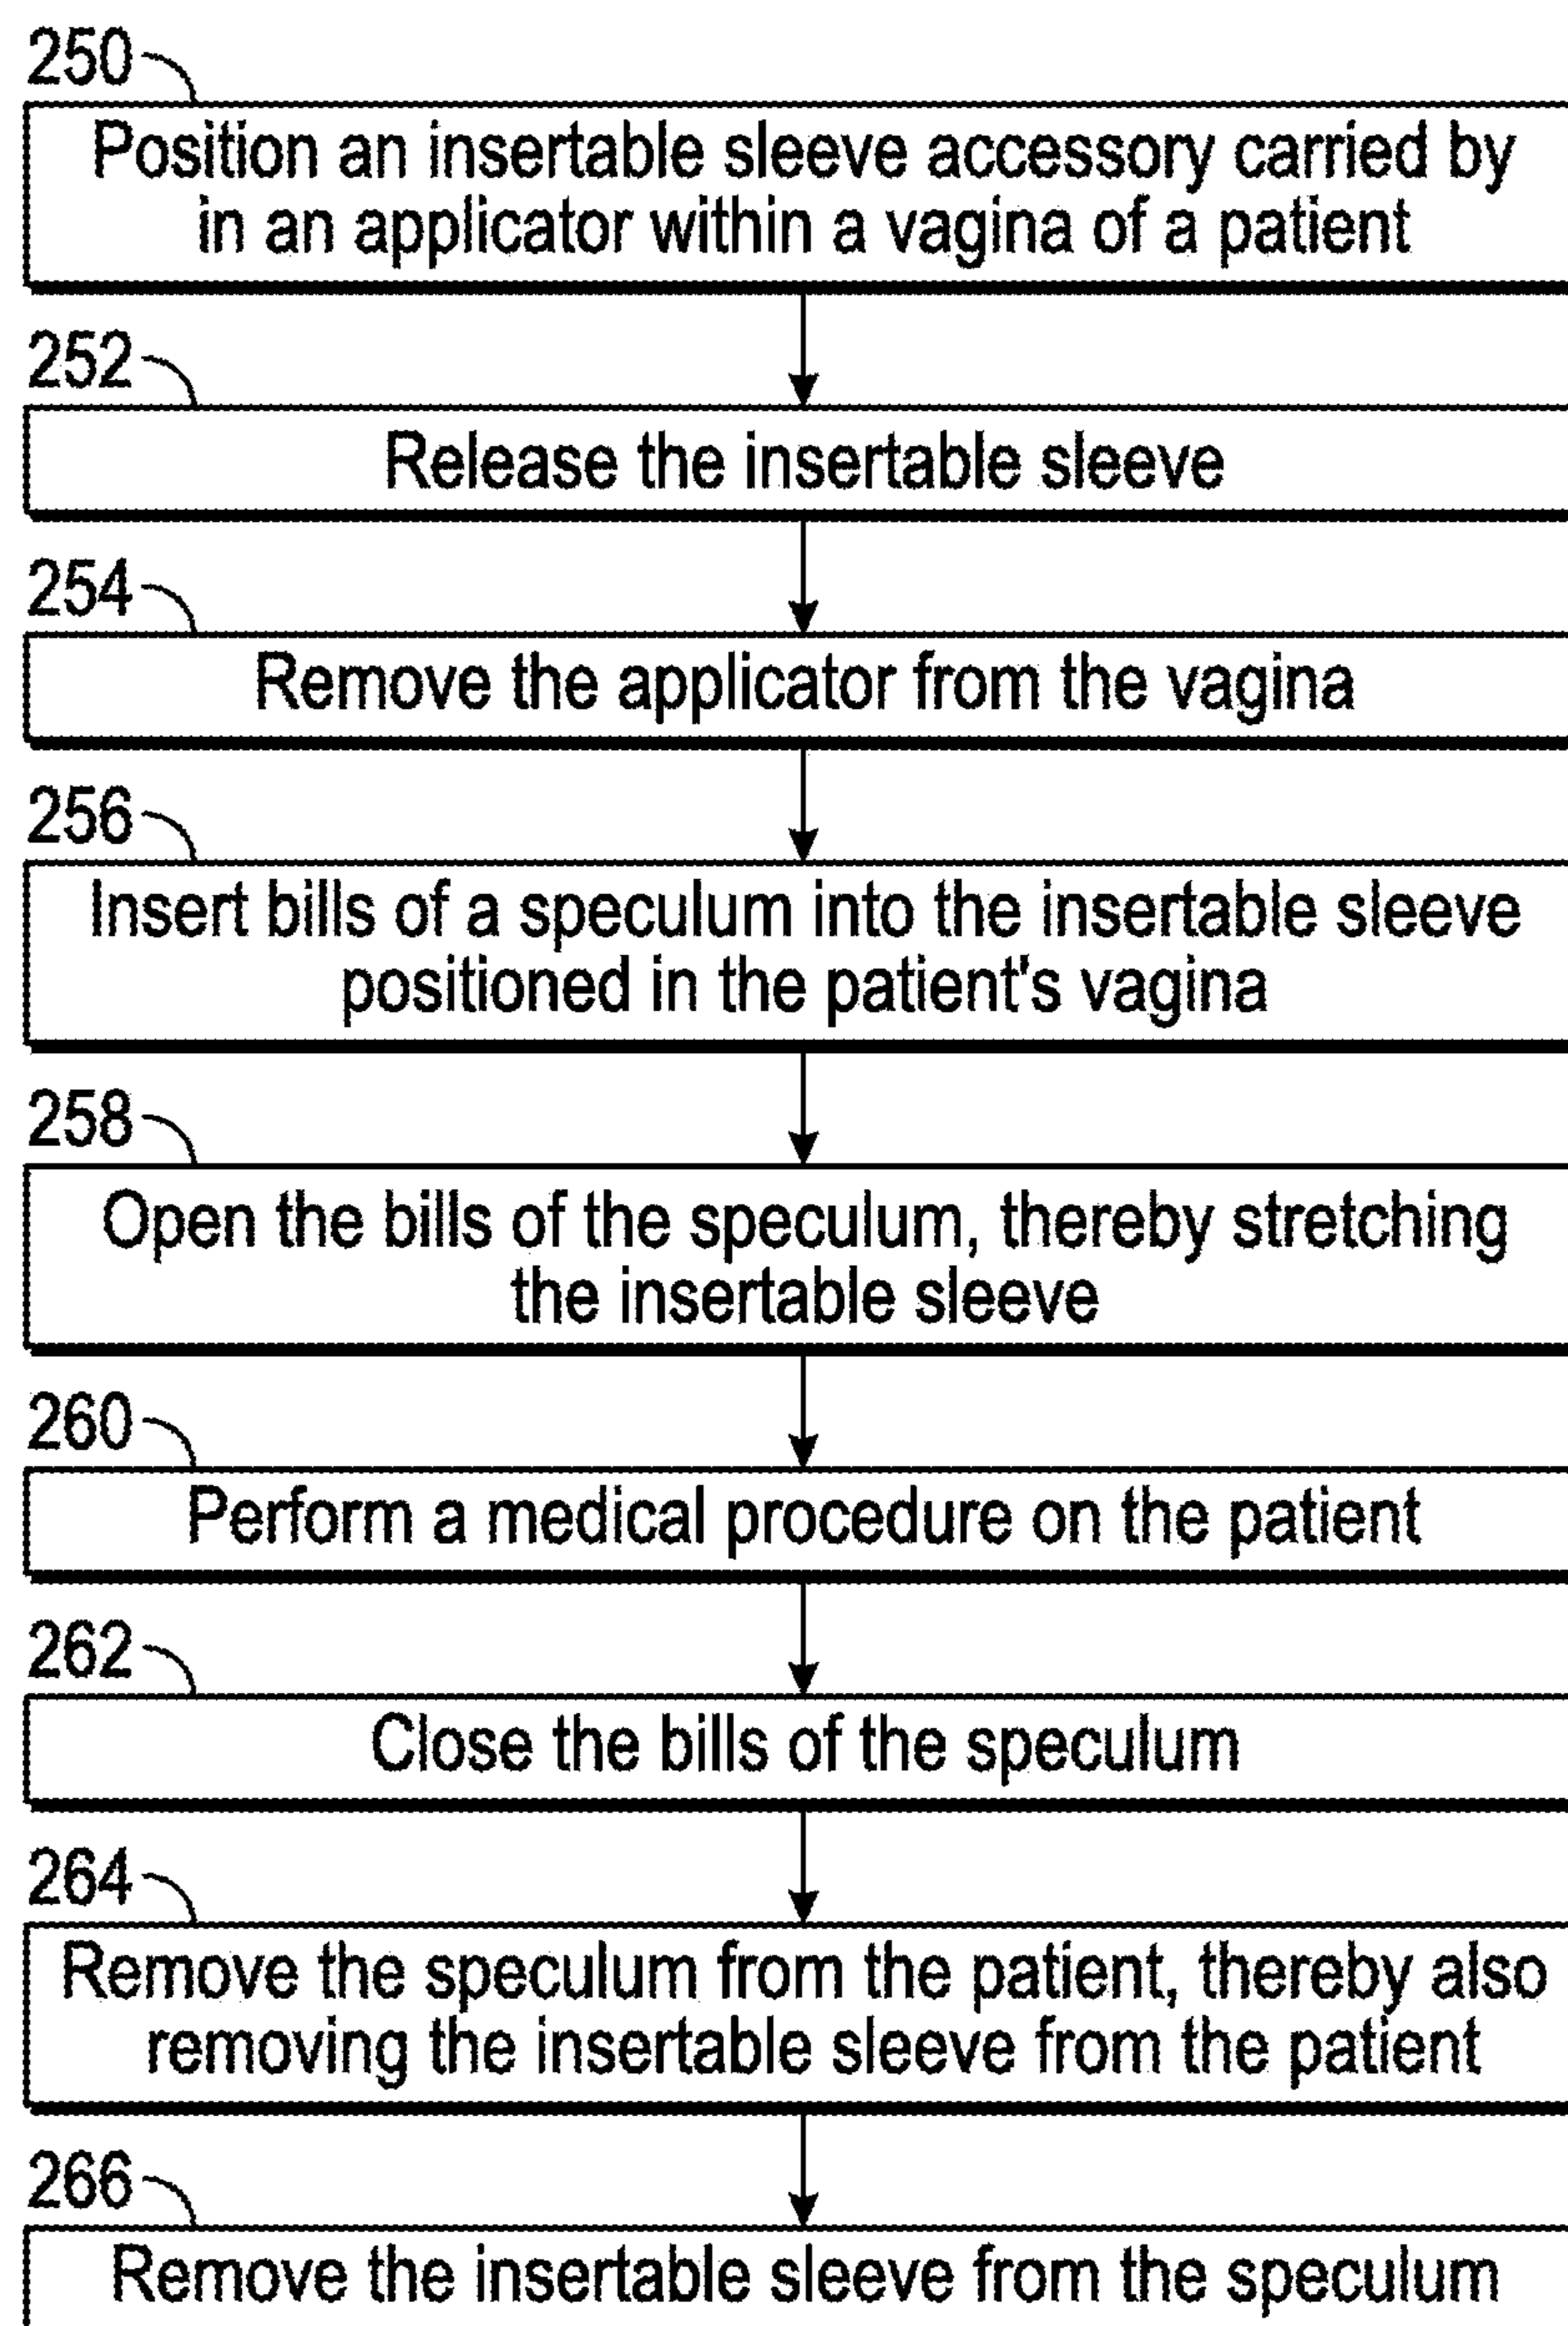 250
Position an insertable sleeve accessory carried by
in an applicator within a vagina of a patient
252
Release the insertable sleeve
254
Remove the applicator from the vagina
256
Insert bills of a speculum into the insertable sleeve
positioned in the patient's vagina
258
Open the bills of the speculum, thereby stretching
the insertable sleeve
260
Perform a medical procedure on the patient
262
Close the bills of the speculum
264
Remove the speculum from the patient, thereby also
removing the insertable sleeve from the patient
266
Remove the insertable sleeve from the speculum